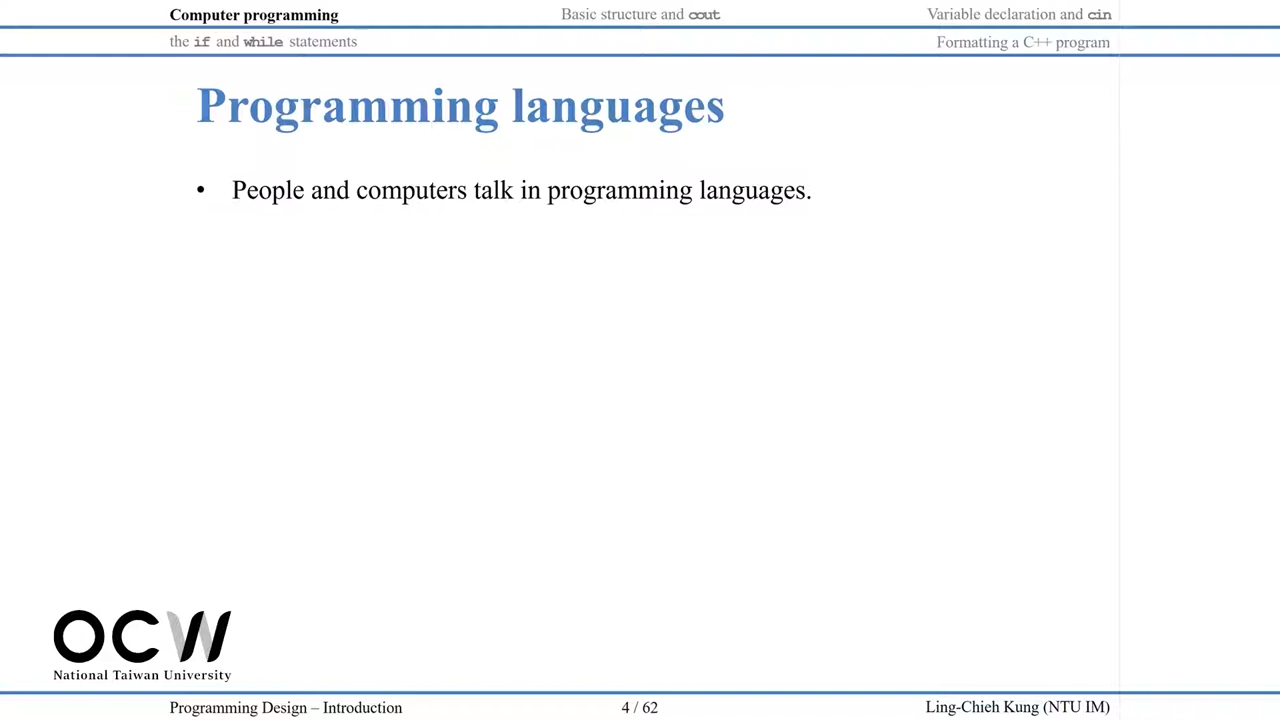 Computer programming Basic structure and cout Variable declaration and cin
the if and while statements Formatting a C++ program
Programming languages
• People and computers talk in programming languages.
OCW
National Taiwan University
Programming Design – Introduction 4 / 62 Ling-Chieh Kung (NTU IM)